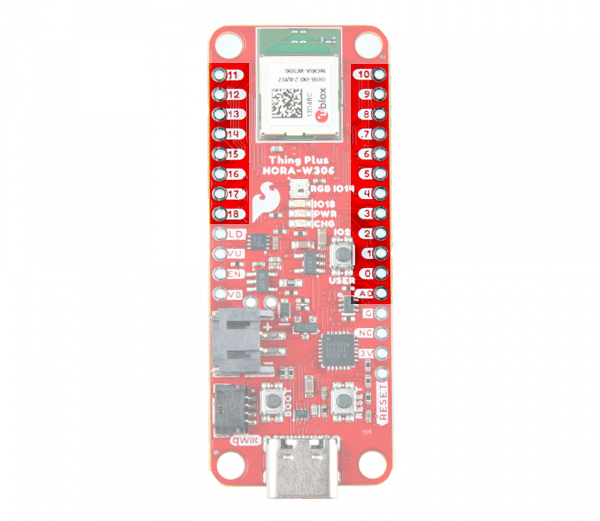 11
10
12
9
13
8
14
7
15
6
16
5
17
4
18
3
NORA-W306
ublox
Thing Plus
NORA-W306
RGB IO14
IO18
PWR
CHG
IO2
USER
LD
VU
EN
VB
2
1
0
A0
G
NC
3V
RESET
+
BOOT
RESET
qwiic